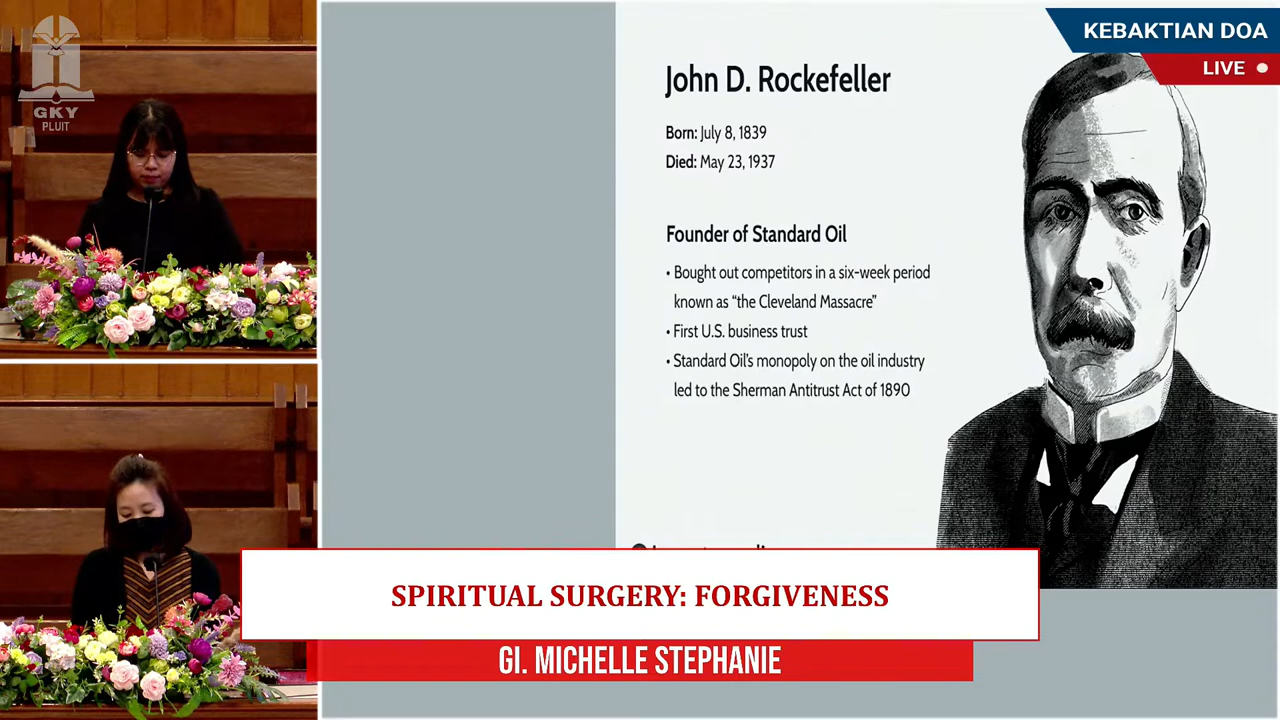 GKY
PLUIT
KEBAKTIAN DOA
LIVE
John D. Rockefeller
Born: July 8, 1839
Died: May 23, 1937
Founder of Standard Oil
• Bought out competitors in a six-week period
known as “the Cleveland Massacre”
• First U.S. business trust
• Standard Oil's monopoly on the oil industry
led to the Sherman Antitrust Act of 1890
SPIRITUAL SURGERY: FORGIVENESS
GI. MICHELLE STEPHANIE